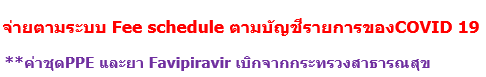 จ่ายตามระบบ Fee schedule ตามบัญชีรายการของCOVID 19
**ค่าชุดPPE และยา Favipiravir เบิกจากกระทรวงสาธารณสุข